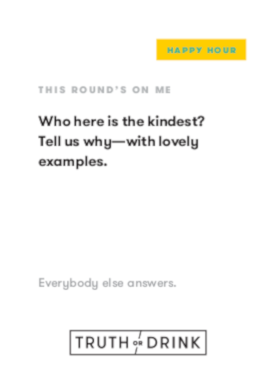 HAPPY HOUR
THIS ROUND'S ON ME
Who here is the kindest?
Tell us why—with lovely
examples.
Everybody else answers.
TRUTH OR DRINK